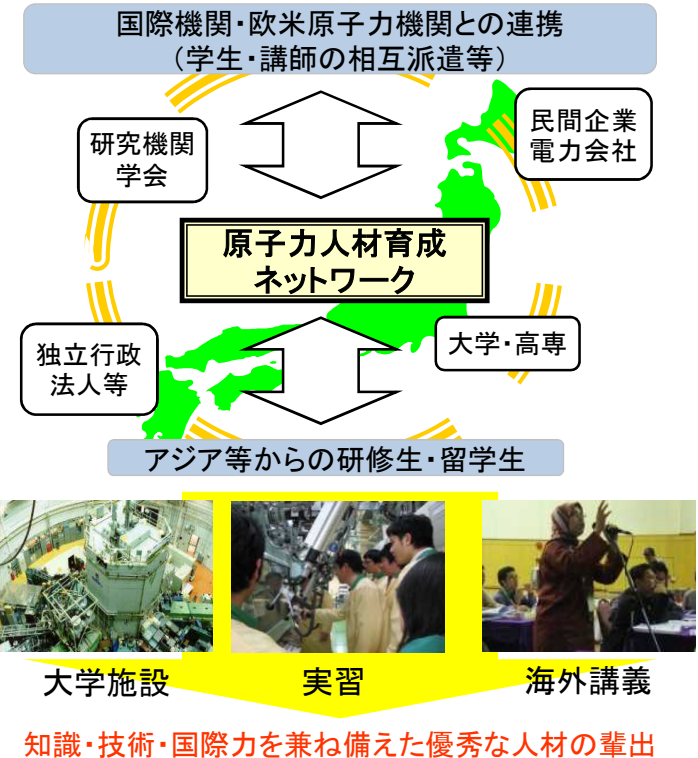 国際機関・欧米原子力機関との連携
（学生・講師の相互派遣等）
研究機関
学会
民間企業
電力会社
原子力人材育成
ネットワーク
独立行政
法人等
大学・高専
アジア等からの研修生・留学生
大学施設
実習
海外講義
知識・技術・国際力を兼ね備えた優秀な人材の輩出